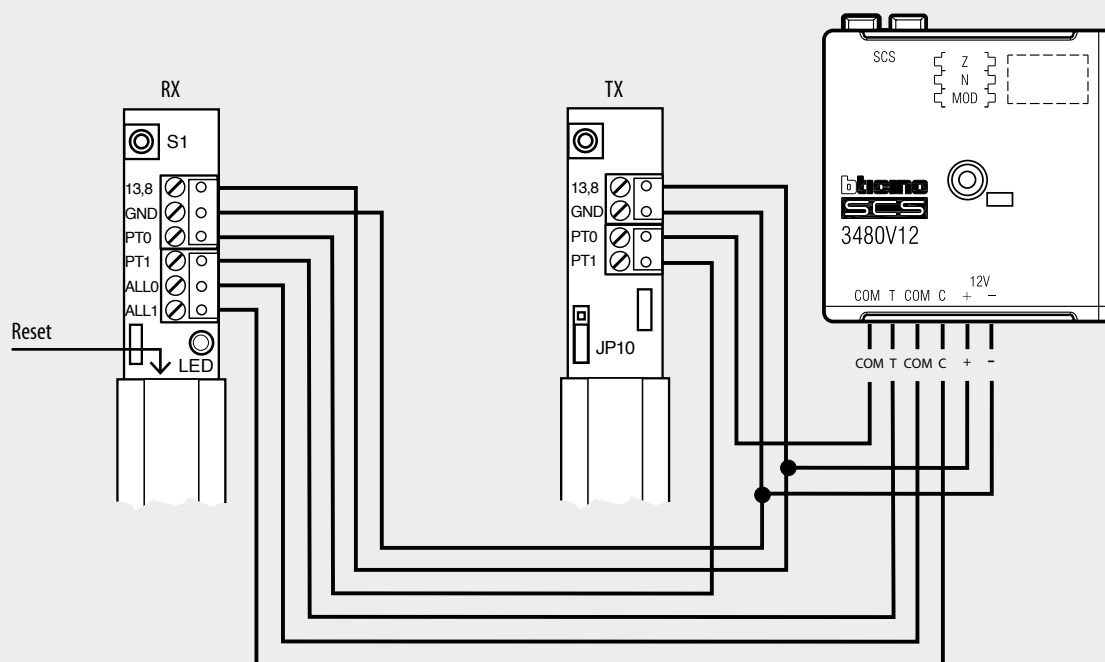 RX
S1
13,8
GND
PT0
PT1
ALL0
ALL1
LED
Reset
TX
13,8
GND
PT0
PT1
JP10
SCS
Z
N
MOD
bticino
SCS
3480V12
12V
COM T COM C + −
COM T COM C + −